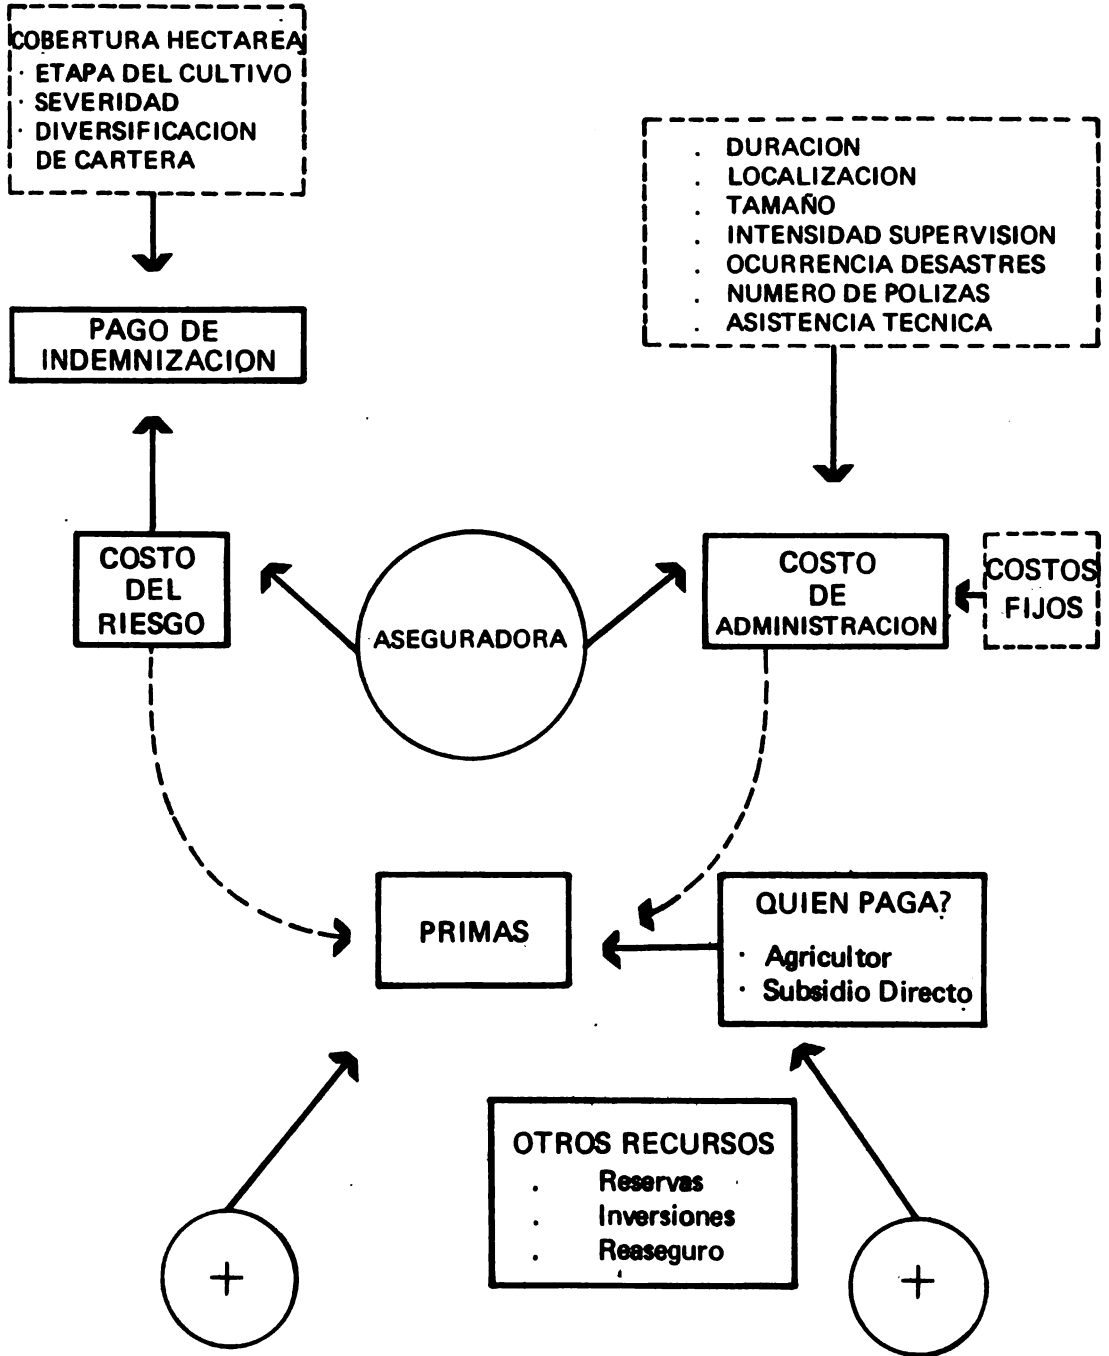 COBERTURA HECTAREA
· ETAPA DEL CULTIVO
· SEVERIDAD
· DIVERSIFICACION
DE CARTERA
. DURACION
. LOCALIZACION
. TAMAÑO
. INTENSIDAD SUPERVISION
. OCURRENCIA DESASTRES
. NUMERO DE POLIZAS
. ASISTENCIA TECNICA
PAGO DE
INDEMNIZACION
COSTO
DEL
RIESGO
ASEGURADORA
COSTO
DE
ADMINISTRACION
COSTOS
FIJOS
PRIMAS
QUIEN PAGA?
· Agricultor
· Subsidio Directo
OTROS RECURSOS
. Reservas
. Inversiones
. Reaseguro
+
+